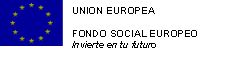 UNION EUROPEA
FONDO SOCIAL EUROPEO
Invierte en tu futuro